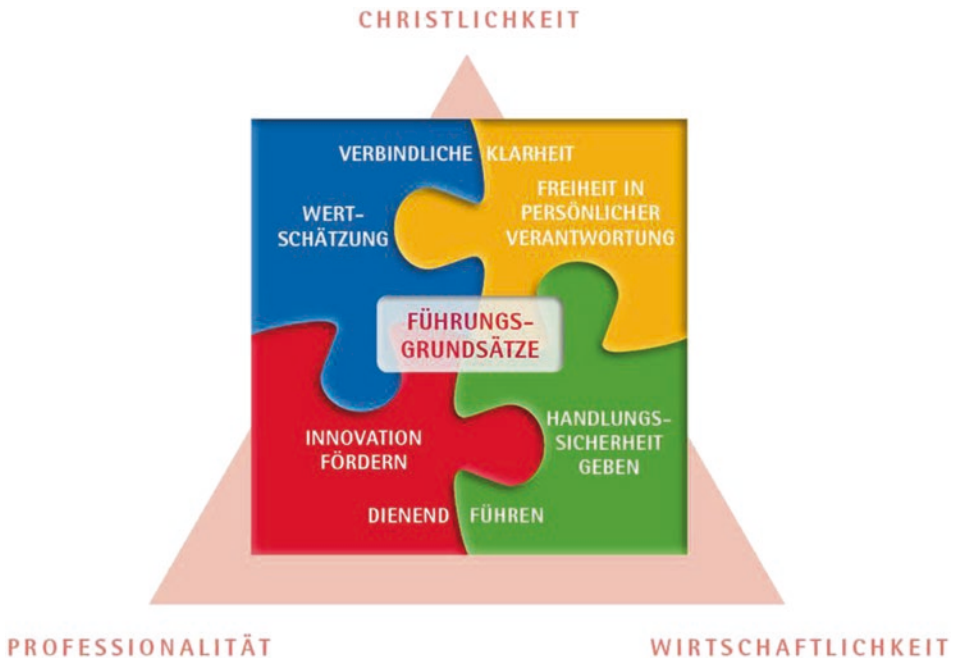 CHRISTLICHKEIT
VERBINDLICHE KLARHEIT
WERT-
SCHÄTZUNG
FREIHEIT IN
PERSÖNLICHER
VERANTWORTUNG
FÜHRUNGS-
GRUNDSÄTZE
INNOVATION
FÖRDERN
HANDLUNGS-
SICHERHEIT
GEBEN
DIENEND FÜHREN
PROFESSIONALITÄT
WIRTSCHAFTLICHKEIT